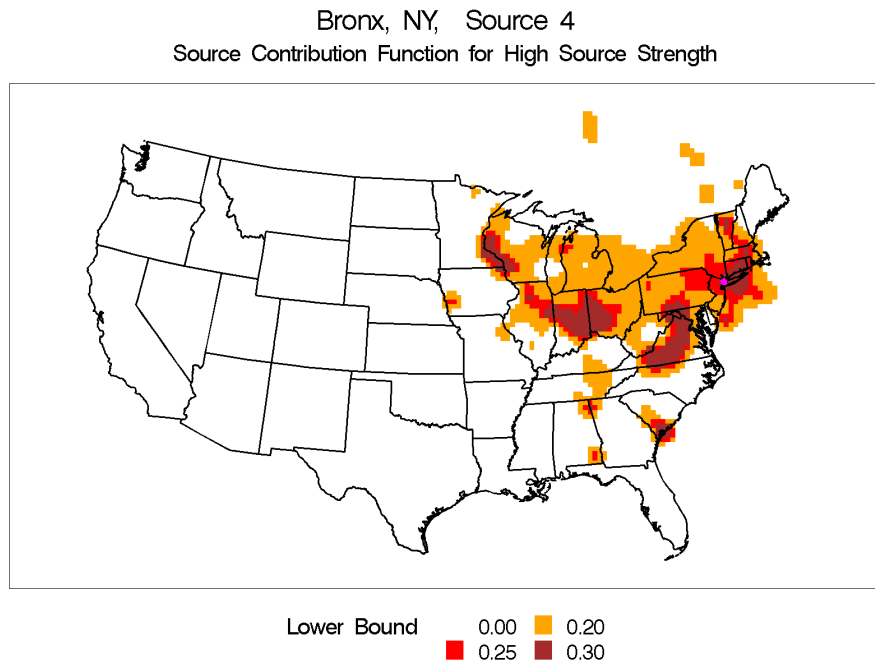 Bronx, NY, Source 4
Source Contribution Function for High Source Strength
Lower Bound 0.00 0.20
0.25 0.30